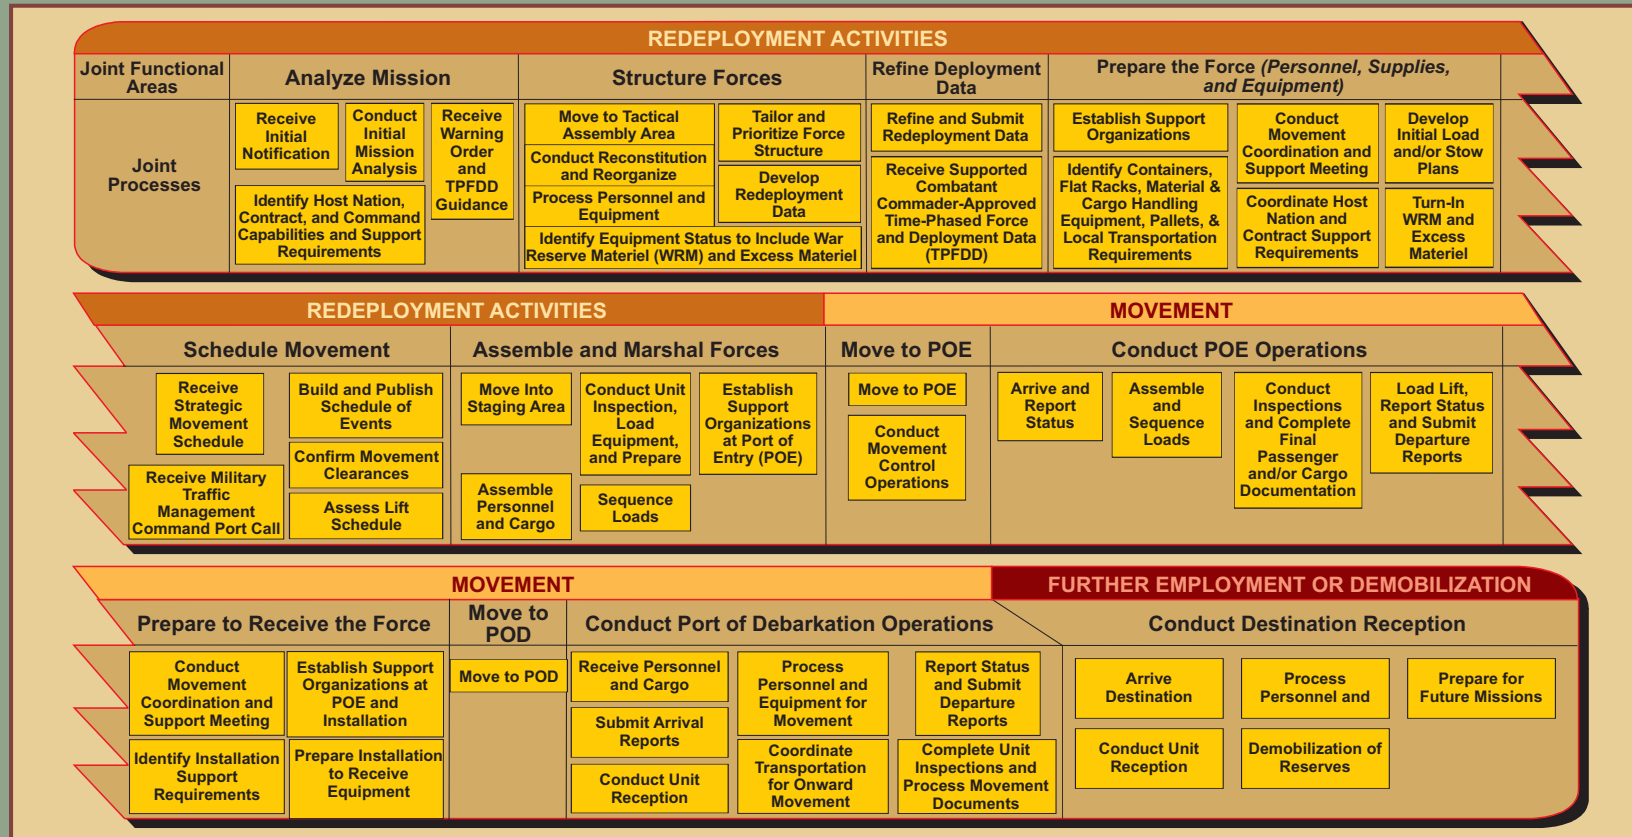 REDEPLOYMENT ACTIVITIES
Joint Functional
Areas
Analyze Mission
Structure Forces
Refine Deployment
Data
Prepare the Force (Personnel, Supplies,
and Equipment)
Joint
Processes
Receive
Initial
Notification
Conduct
Initial
Mission
Analysis
Receive
Warning
Order
and
TPFDD
Guidance
Identify Host Nation,
Contract, and Command
Capabilities and Support
Requirements
Move to Tactical
Assembly Area
Conduct Reconstitution
and Reorganize
Process Personnel and
Equipment
Tailor and
Prioritize Force
Structure
Develop
Redeployment
Data
Identify Equipment Status to Include War
Reserve Materiel (WRM) and Excess Materiel
Refine and Submit
Redeployment Data
Receive Supported
Combatant
Commader-Approved
Time-Phased Force
and Deployment Data
(TPFDD)
Establish Support
Organizations
Identify Containers,
Flat Racks, Material &
Cargo Handling
Equipment, Pallets, &
Local Transportation
Requirements
Conduct
Movement
Coordination and
Support Meeting
Coordinate Host
Nation and
Contract Support
Requirements
Develop
Initial Load
and/or Stow
Plans
Turn-In
WRM and
Excess
Materiel
REDEPLOYMENT ACTIVITIES
MOVEMENT
Schedule Movement
Assemble and Marshal Forces
Move to POE
Conduct POE Operations
Receive
Strategic
Movement
Schedule
Receive Military
Traffic
Management
Command Port Call
Build and Publish
Schedule of
Events
Confirm Movement
Clearances
Assess Lift
Schedule
Move Into
Staging Area
Assemble
Personnel
and Cargo
Conduct Unit
Inspection,
Load
Equipment,
and Prepare
Sequence
Loads
Establish
Support
Organizations
at Port of
Entry (POE)
Move to POE
Conduct
Movement
Control
Operations
Arrive and
Report
Status
Assemble
and
Sequence
Loads
Conduct
Inspections
and Complete
Final
Passenger
and/or Cargo
Documentation
Load Lift,
Report Status
and Submit
Departure
Reports
MOVEMENT
FURTHER EMPLOYMENT OR DEMOBILIZATION
Prepare to Receive the Force
Move to
POD
Conduct Port of Debarkation Operations
Conduct Destination Reception
Conduct
Movement
Coordination and
Support Meeting
Identify Installation
Support
Requirements
Establish Support
Organizations at
POE and
Installation
Prepare Installation
to Receive
Equipment
Move to POD
Receive Personnel
and Cargo
Submit Arrival
Reports
Conduct Unit
Reception
Process
Personnel and
Equipment for
Movement
Coordinate
Transportation
for Onward
Movement
Report Status
and Submit
Departure
Reports
Complete Unit
Inspections and
Process Movement
Documents
Arrive
Destination
Conduct Unit
Reception
Process
Personnel and
Demobilization of
Reserves
Prepare for
Future Missions